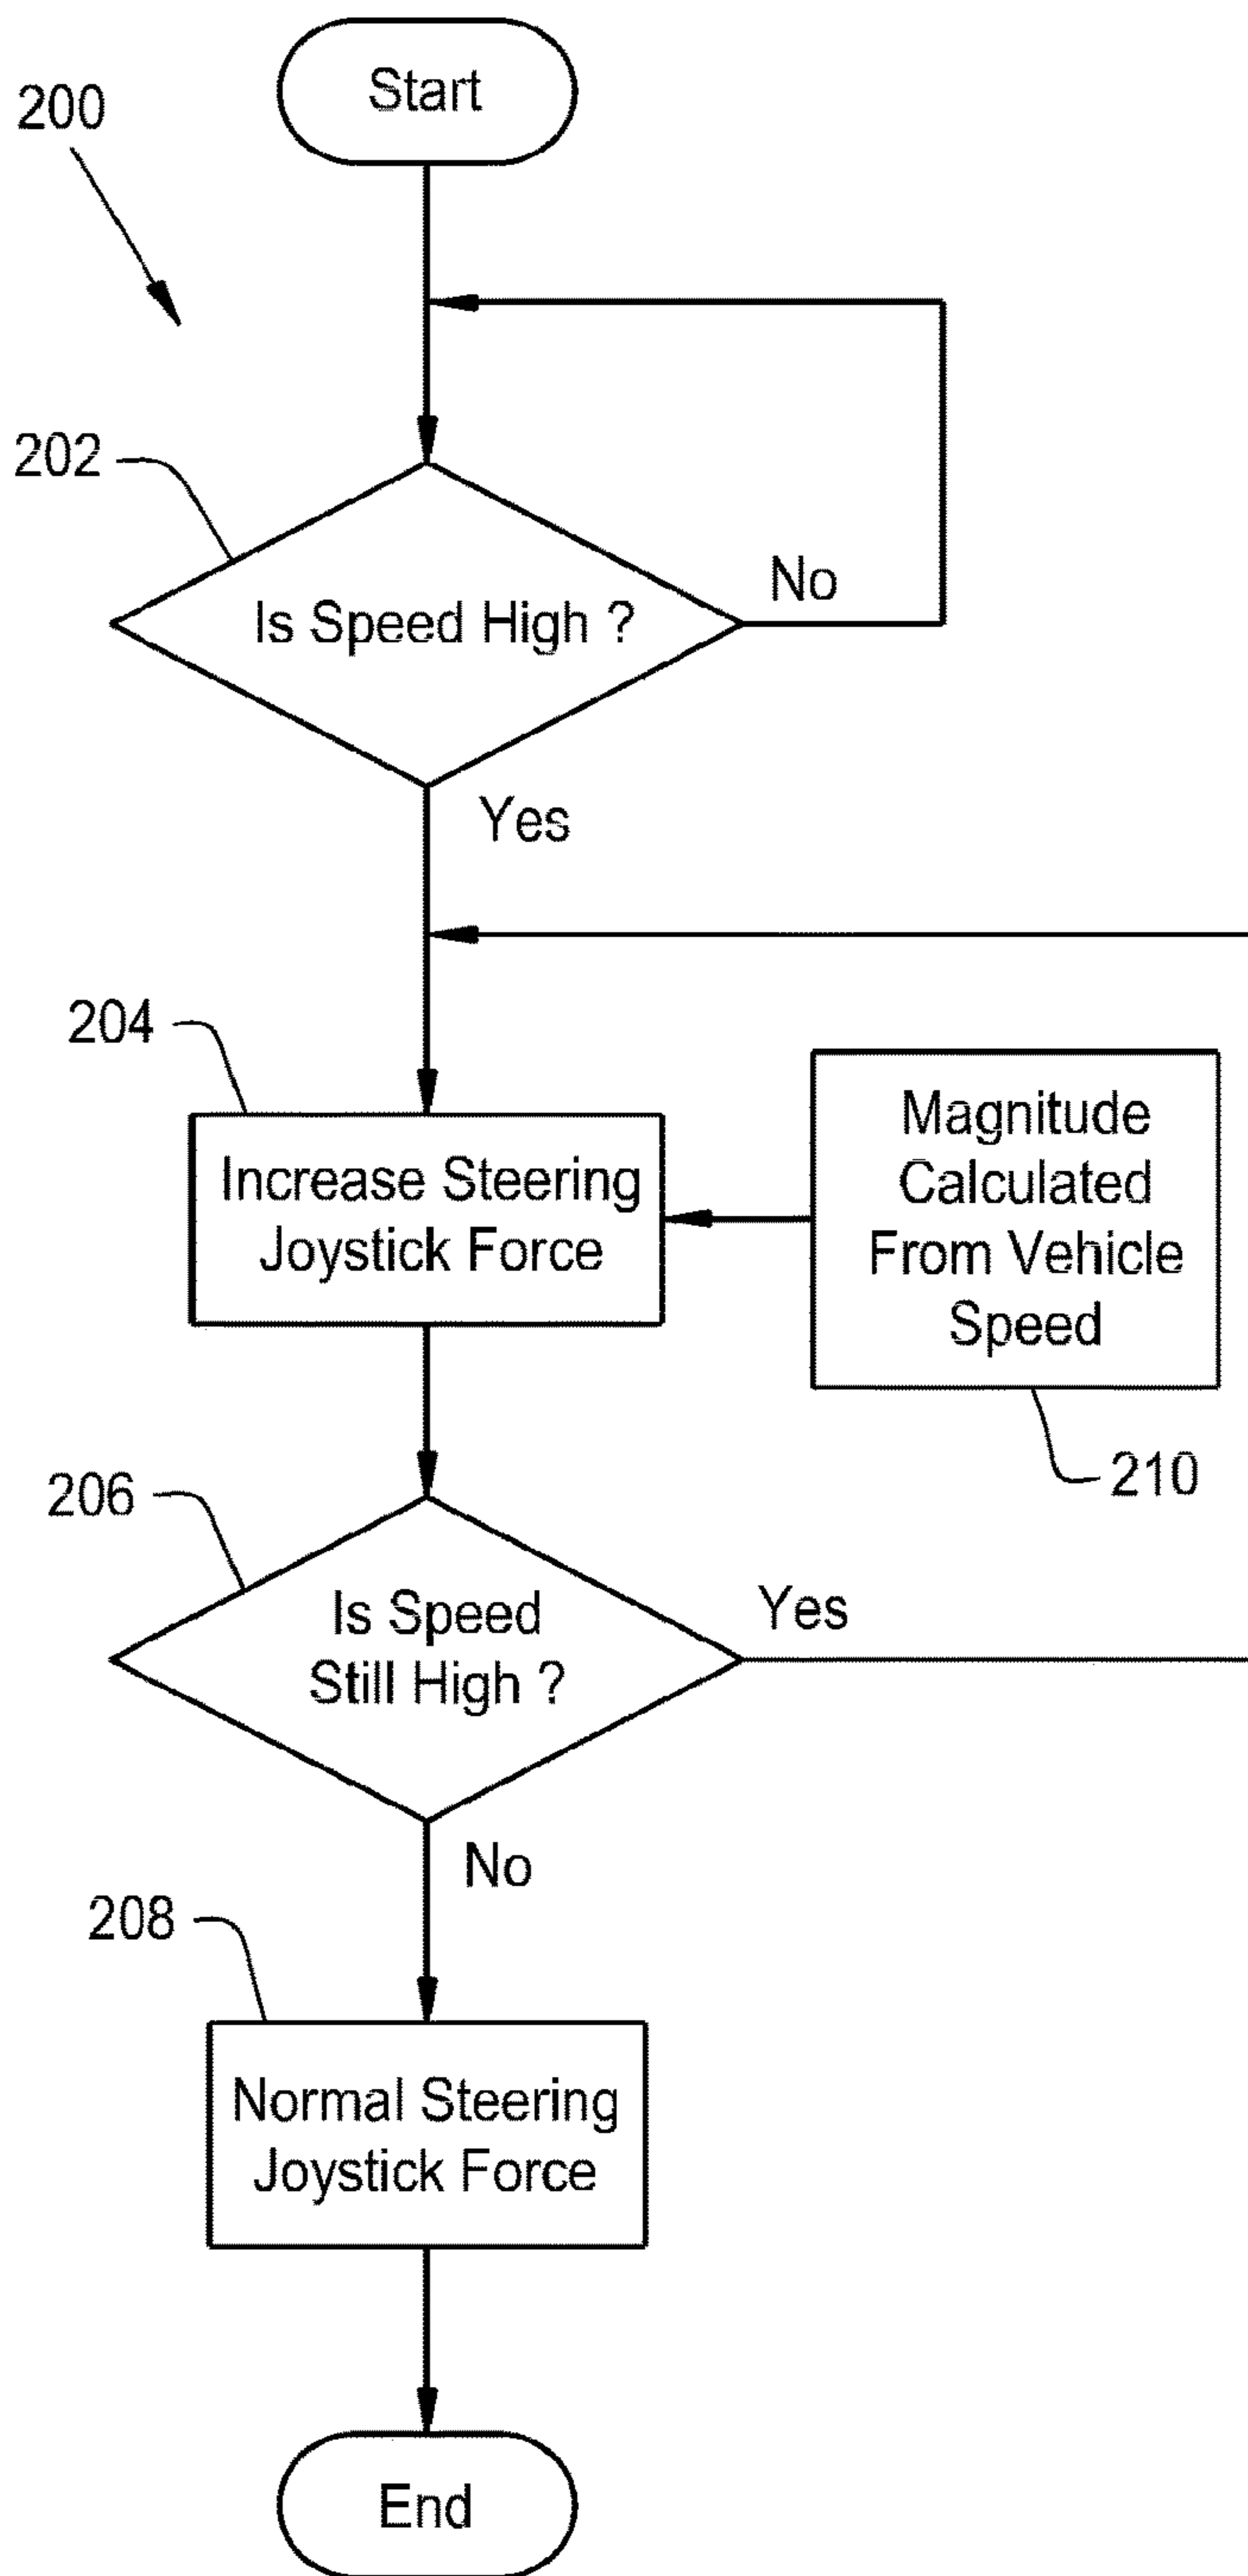 Start
200
202
Is Speed High ?
No
Yes
204
Increase Steering
Joystick Force
Magnitude
Calculated
From Vehicle
Speed
210
206
Is Speed
Still High ?
Yes
No
208
Normal Steering
Joystick Force
End